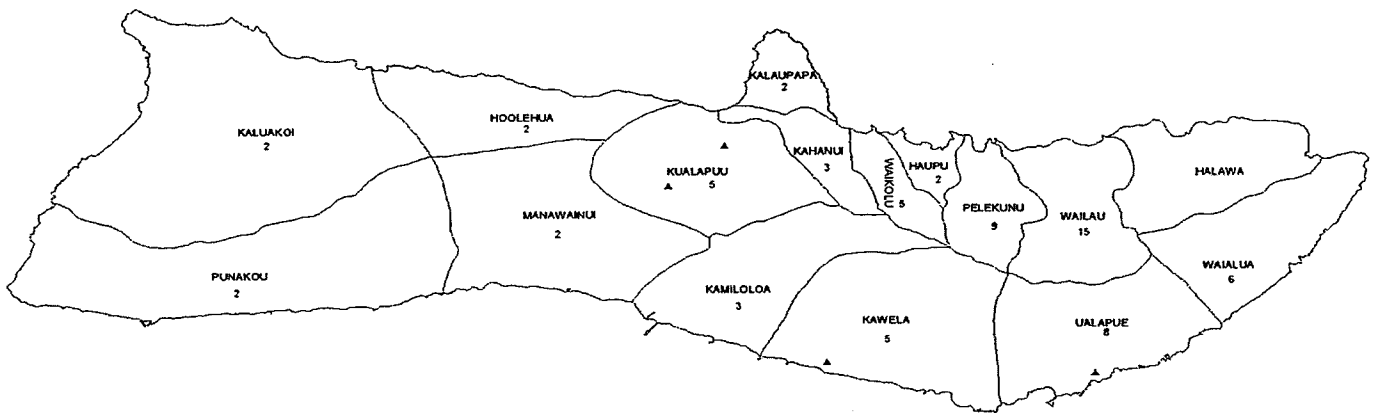 KALAUPAPA
2
KALUAKOI
2
HOOLEHUA
2
KUALAPUU
5
KAHANUI
3
WAIKOLU
5
HAUPU
2
PELEKUNU
9
WAILAU
15
HALAWA
WAIALUA
6
MANAWAINUI
2
PUNAKOU
2
KAMILOLOA
3
KAWELA
5
UALAPUE
8